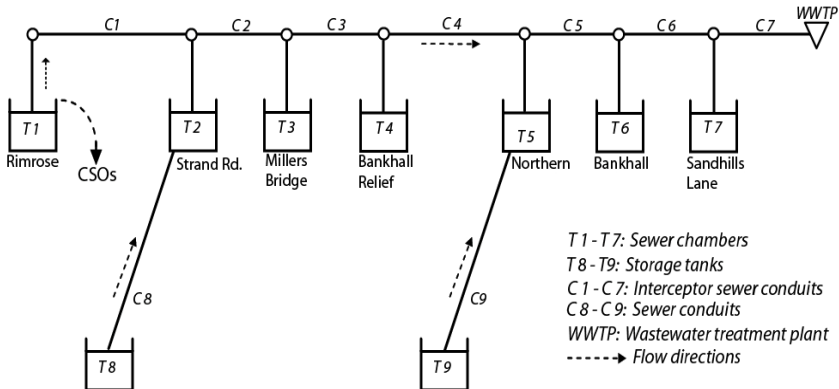 WWTP
C1 C2 C3 C4 C5 C6 C7
T1 T2 T3 T4 T5 T6 T7
Rimrose
CSOs
Strand Rd.
Millers
Bridge
Bankhall
Relief
Northern
Bankhall
Sandhills
Lane
C8
C9
T8
T9
T1-T7: Sewer chambers
T8-T9: Storage tanks
C1-C7: Interceptor sewer conduits
C8-C9: Sewer conduits
WWTP: Wastewater treatment plant
Flow directions